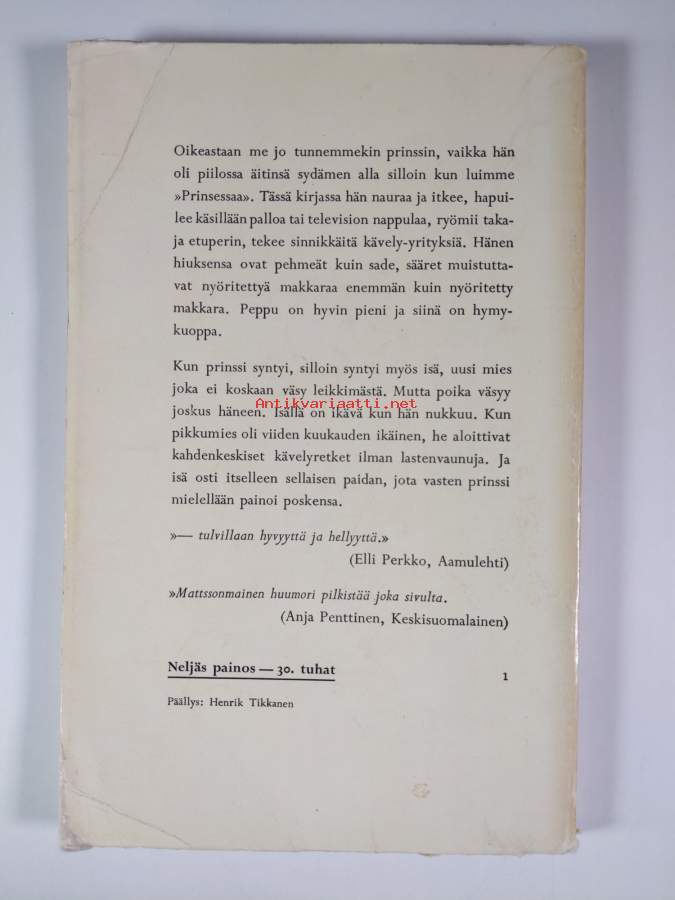 Oikeastaan me jo tunnemmekin prinssin, vaikka hän
oli piilossa äitinsä sydämen alla silloin kun luimme
»Prinsessaa». Tässä kirjassa hän nauraa ja itkee, hapui-
lee käsillään palloa tai television nappulaa, ryömii taka-
ja etuperin, tekee sinnikkäitä kävely-yrityksiä. Hänen
hiuksensa ovat pehmeät kuin sade, sääret muistutta-
vat nyöritettyä makkaraa enemmän kuin nyöritetty
makkara. Peppu on hyvin pieni ja siinä on hymy-
kuoppa.
Kun prinssi syntyi, silloin syntyi myös isä, uusi mies
joka ei koskaan väsy leikkimästä. Mutta poika väsyy
Antikvariaatti.net
joskus häneen. Isällä on ikävä kun hän nukkuu. Kun
pikkumies oli viiden kuukauden ikäinen, he aloittivat
kahdenkeskiset kävelyretket ilman lastenvaunuja. Ja
isä osti itselleen sellaisen paidan, jota vasten prinssi
mielellään painoi poskensa.
»— tulvillaan hyvyyttä ja hellyyttä.»
(Elli Perkko, Aamulehti)
»Mattssonmainen huumori pilkistää joka sivulta.
(Anja Penttinen, Keskisuomalainen)
Neljäs painos — 30. tuhat
1
Päällys: Henrik Tikkanen